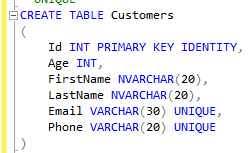 UNIQUE
CREATE TABLE Customers
(
Id INT PRIMARY KEY IDENTITY,
Age INT,
FirstName NVARCHAR(20),
LastName NVARCHAR(20),
Email VARCHAR(30) UNIQUE,
Phone VARCHAR(20) UNIQUE
)